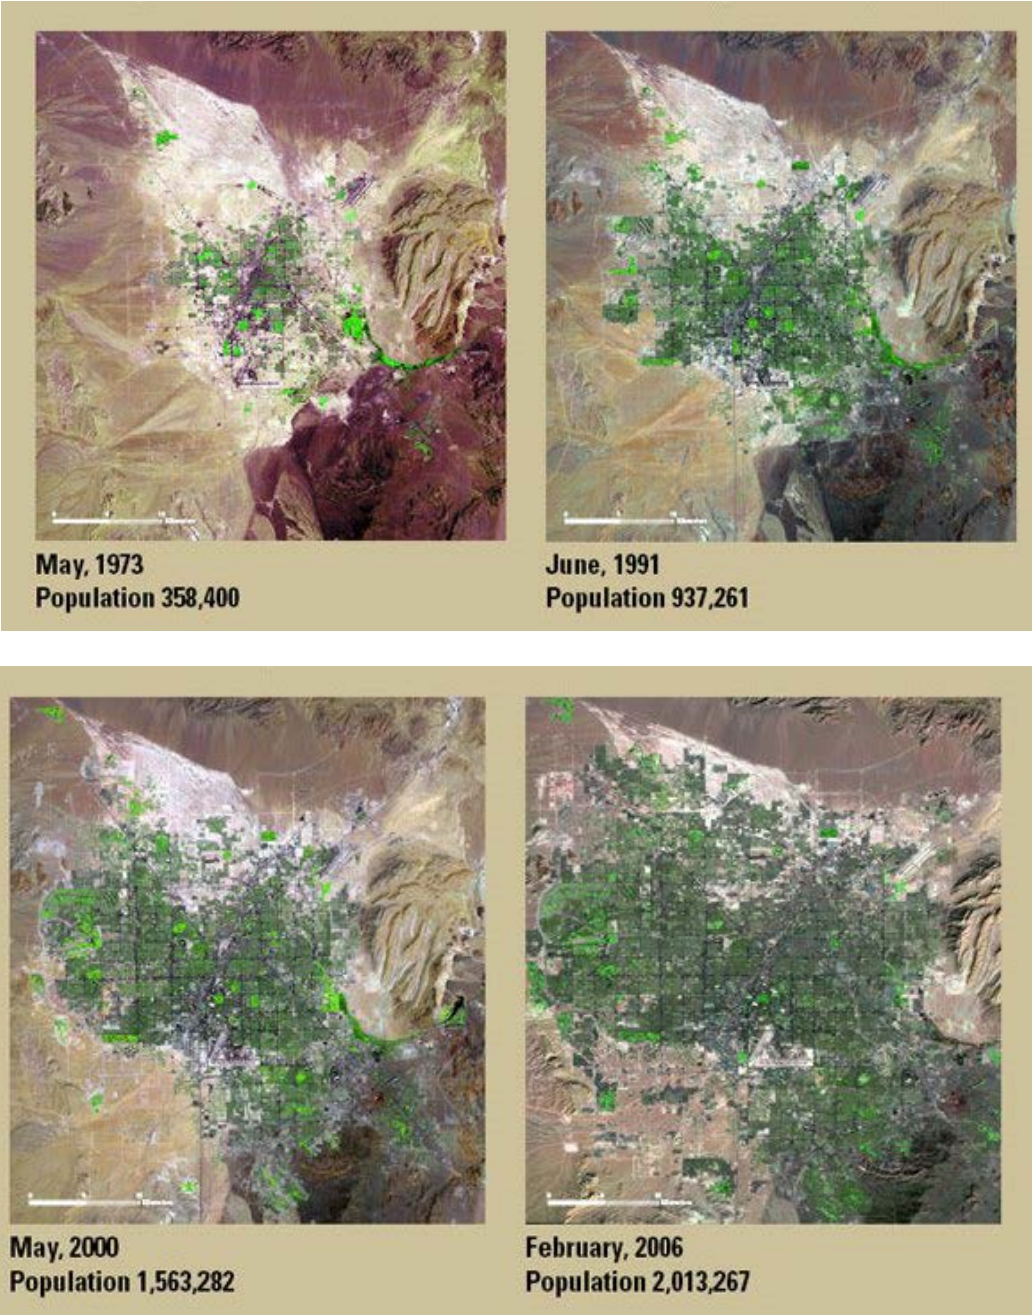 May, 1973
Population 358,400
June, 1991
Population 937,261
May, 2000
Population 1,563,282
February, 2006
Population 2,013,267